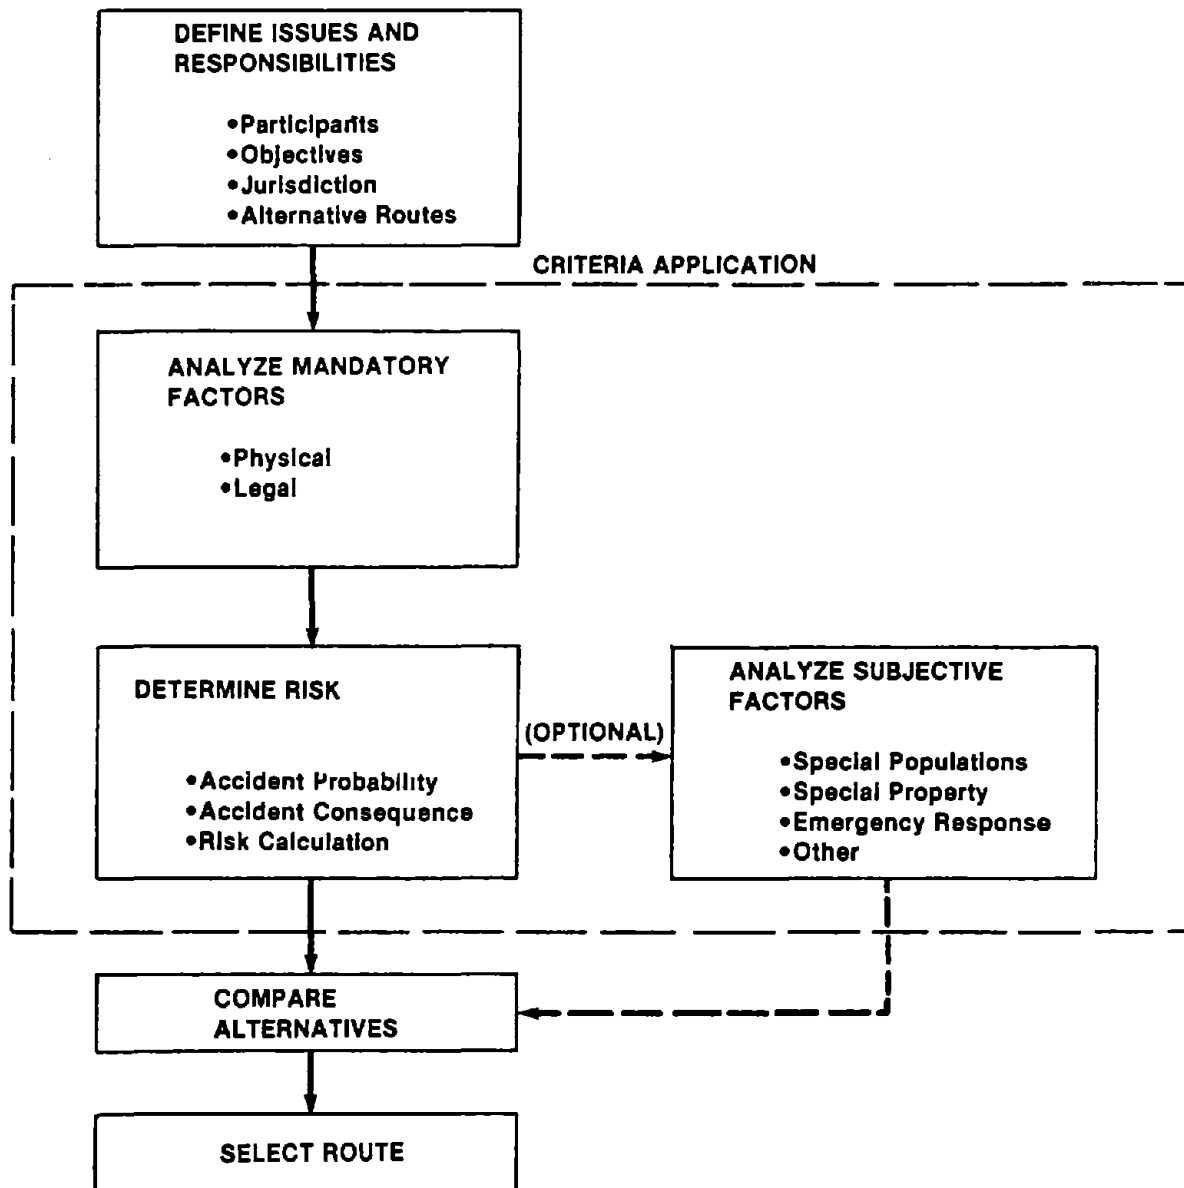 DEFINE ISSUES AND
RESPONSIBILITIES
•Participants
•Objectives
•Jurisdiction
•Alternative Routes
CRITERIA APPLICATION
ANALYZE MANDATORY
FACTORS
•Physical
•Legal
DETERMINE RISK
•Accident Probability
•Accident Consequence
•Risk Calculation
(OPTIONAL)
ANALYZE SUBJECTIVE
FACTORS
•Special Populations
•Special Property
•Emergency Response
•Other
COMPARE
ALTERNATIVES
SELECT ROUTE